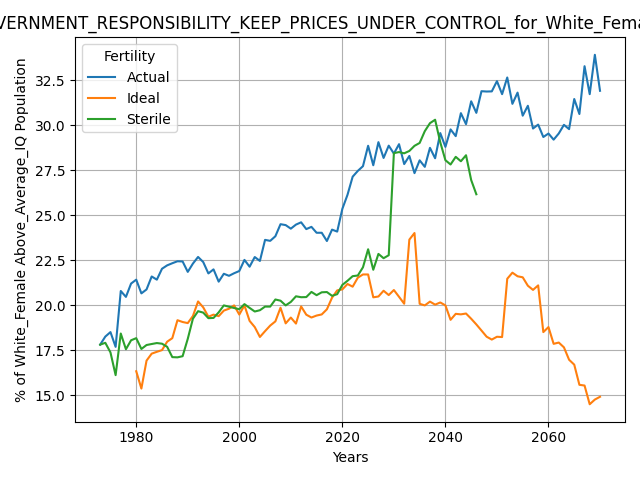 VERNMENT_RESPONSIBILITY_KEEP_PRICES_UNDER_CONTROL_for_White_Fema
Fertility
Actual
Ideal
Sterile
% of White_Female Above_Average_IQ Population
32.5
30.0
27.5
25.0
22.5
20.0
17.5
15.0
1980 2000 2020 2040 2060
Years